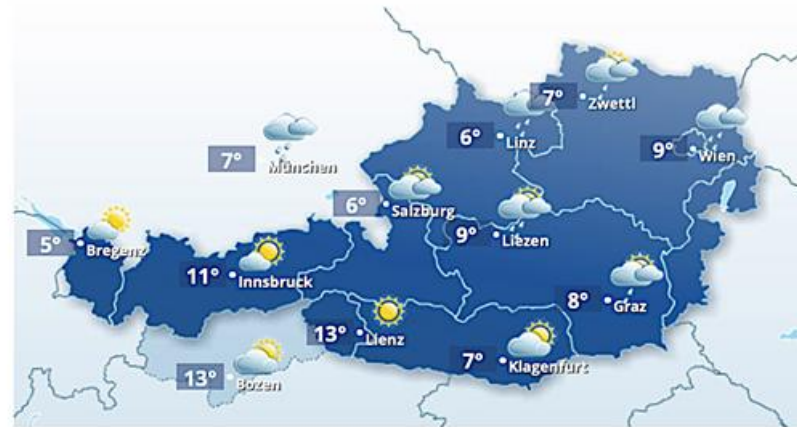 7°
Zwettl
6°
Linz
9°
Wien
7°
München
6°
Salzburg
5°
Bregenz
9°
Liezen
11°
Innsbruck
8°
Graz
13°
Lienz
7°
Klagenfurt
13°
Bozen